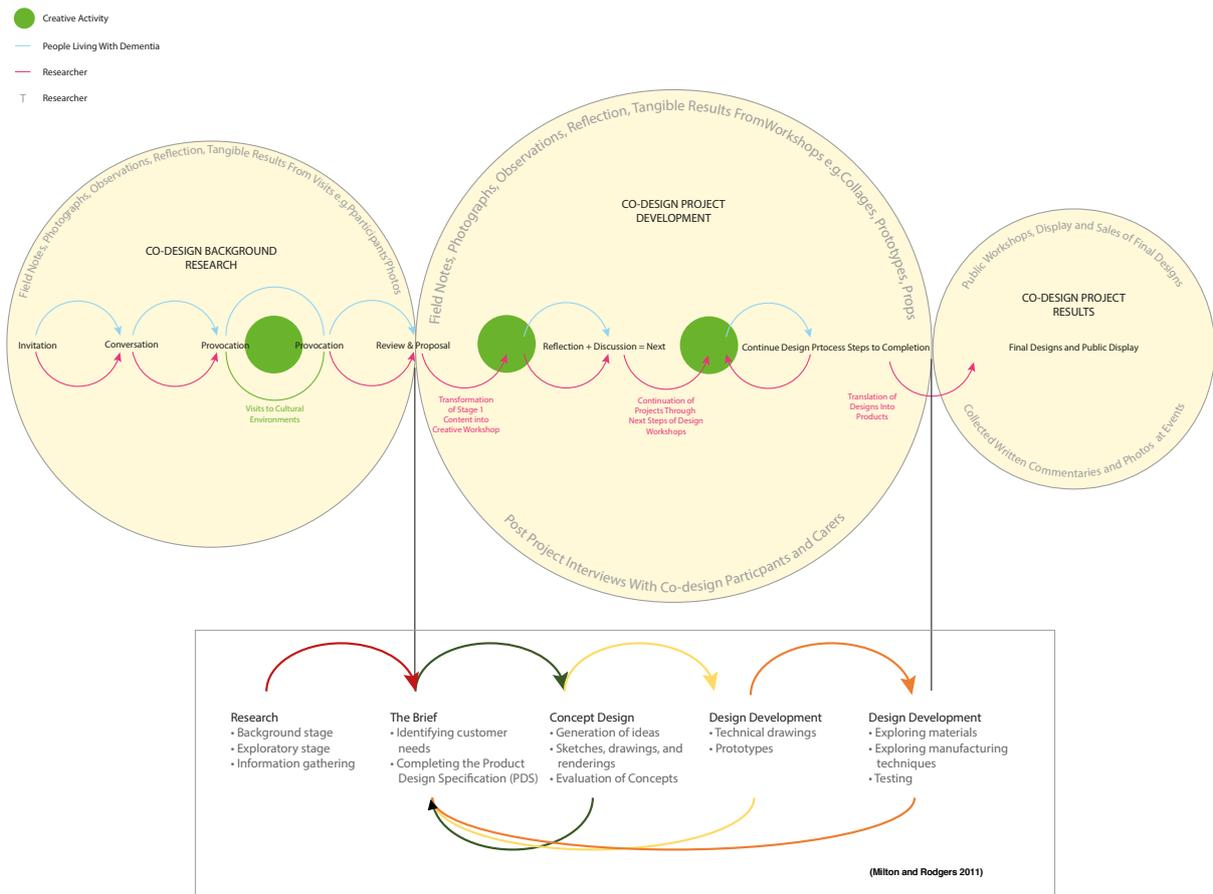 Creative Activity
People Living With Dementia
Researcher
T Researcher
Field Notes, Photographs, Observations, Reflection, Tangible Results From Visits e.g.Pparticipants'Photos
CO-DESIGN BACKGROUND
RESEARCH
Invitation
Conversation
Provocation
Provocation
Review & Proposal
Visits to Cultural
Environments
Field Notes, Photographs, Observations, Reflection, Tangible Results FromWorkshops e.g.Collages, Prototypes, Props
CO-DESIGN PROJECT
DEVELOPMENT
Reflection + Discussion = Next
Continue Design Prtocess Steps to Completion
Transformation
of Stage 1
Content into
Creative Workshop
Continuation of
Projects Through
Next Steps of Design
Workshops
Translation of
Designs Into
Products
Post Project Interviews With Co-design Particpants and Carers
Public Workshops, Display and Sales of Final Designs
CO-DESIGN PROJECT
RESULTS
Final Designs and Public Display
Collected Written Commentaries and Photos at Events
Research
• Background stage
• Exploratory stage
• Information gathering
The Brief
• Identifying customer
needs
• Completing the Product
Design Specification (PDS)
Concept Design
• Generation of ideas
• Sketches, drawings, and
renderings
• Evaluation of Concepts
Design Development
• Technical drawings
• Prototypes
Design Development
• Exploring materials
• Exploring manufacturing
techniques
• Testing
(Milton and Rodgers 2011)